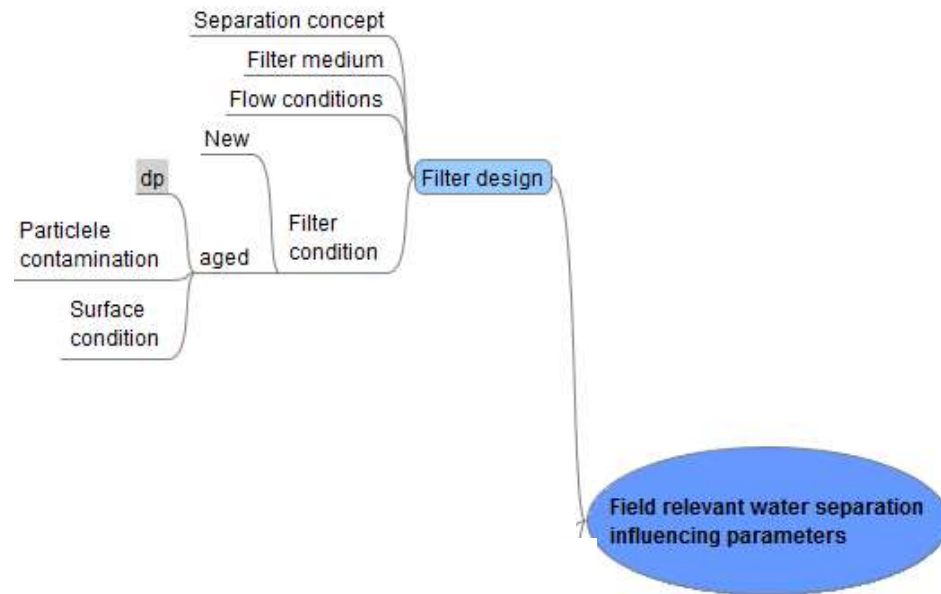 Separation concept
Filter medium
Flow conditions
New
dp
Filter design
Particlele
contamination
aged
Filter
condition
Surface
condition
Field relevant water separation
influencing parameters